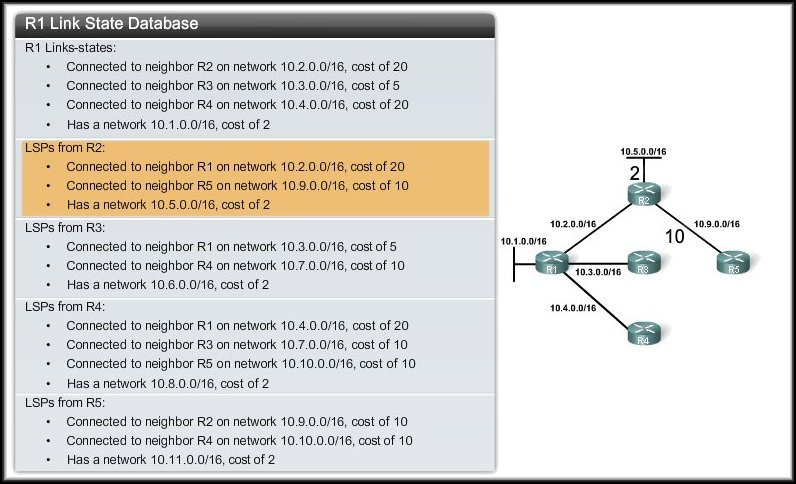 R1 Link State Database
R1 Links-states:
• Connected to neighbor R2 on network 10.2.0.0/16, cost of 20
• Connected to neighbor R3 on network 10.3.0.0/16, cost of 5
• Connected to neighbor R4 on network 10.4.0.0/16, cost of 20
• Has a network 10.1.0.0/16, cost of 2
LSPs from R2:
• Connected to neighbor R1 on network 10.2.0.0/16, cost of 20
• Connected to neighbor R5 on network 10.9.0.0/16, cost of 10
• Has a network 10.5.0.0/16, cost of 2
LSPs from R3:
• Connected to neighbor R1 on network 10.3.0.0/16, cost of 5
• Connected to neighbor R4 on network 10.7.0.0/16, cost of 10
• Has a network 10.6.0.0/16, cost of 2
LSPs from R4:
• Connected to neighbor R1 on network 10.4.0.0/16, cost of 20
• Connected to neighbor R3 on network 10.7.0.0/16, cost of 10
• Connected to neighbor R5 on network 10.10.0.0/16, cost of 10
• Has a network 10.8.0.0/16, cost of 2
LSPs from R5:
• Connected to neighbor R2 on network 10.9.0.0/16, cost of 10
• Connected to neighbor R4 on network 10.10.0.0/16, cost of 10
• Has a network 10.11.0.0/16, cost of 2
10.5.0.0/16
2
R2
10.2.0.0/16
10.9.0.0/16
10
10.1.0.0/16
R1
10.3.0.0/16
R3
R5
10.4.0.0/16
R4